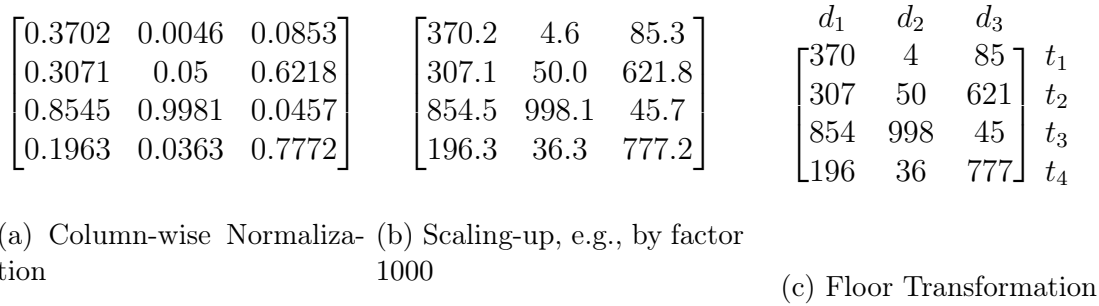 0.3702 0.0046 0.0853
0.3071 0.05 0.6218
0.8545 0.9981 0.0457
0.1963 0.0363 0.7772
(a) Column-wise Normaliza-
tion
370.2 4.6 85.3
307.1 50.0 621.8
854.5 998.1 45.7
196.3 36.3 777.2
(b) Scaling-up, e.g., by factor
1000
d₁ d₂ d₃
370 4 85 t₁
307 50 621 t₂
854 998 45 t₃
196 36 777 t₄
(c) Floor Transformation